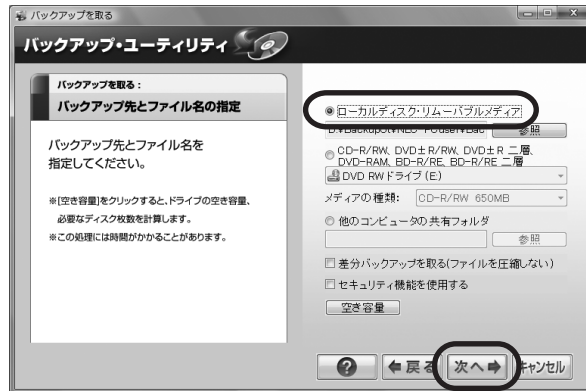 バックアップを取る
バックアップ・ユーティリティ
バックアップを取る：
バックアップ先とファイル名の指定
バックアップ先とファイル名を
指定してください。
※[空き容量]をクリックすると、ドライブの空き容量、
必要なディスク枚数を計算します。
※この処理には時間がかかることがあります。
ローカルディスク・リムーバブルメディア
参照
CD-R/RW、DVD±R/RW、DVD±R 二層、
DVD-RAM、BD-R/RE、BD-R/RE 二層
DVD RWドライブ (E)
メディアの種類: CD-R/RW 650MB
他のコンピュータの共有フォルダ
参照
差分バックアップを取る(ファイルを圧縮しない)
セキュリティ機能を使用する
空き容量
? 戻る 次へ キャンセル